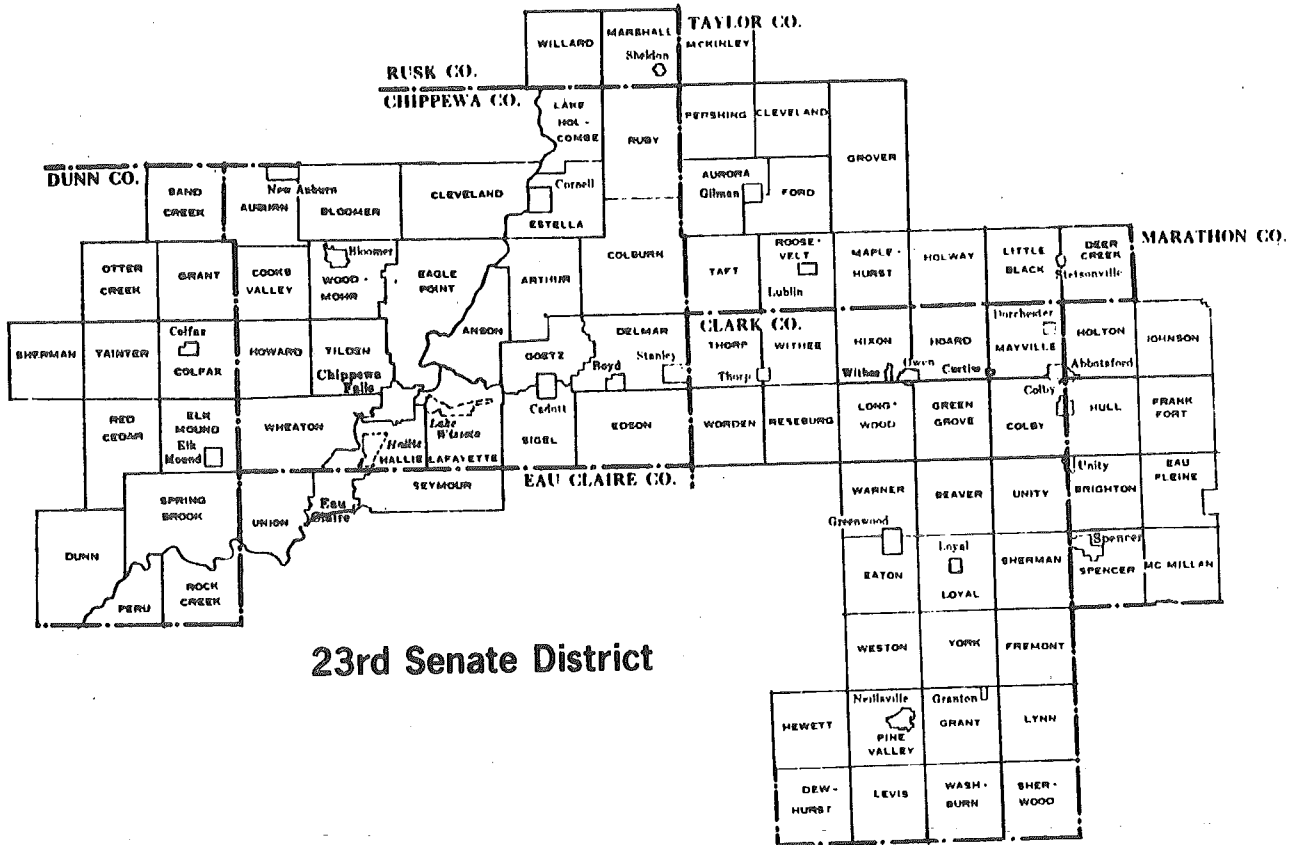 TAYLOR CO.
WILLARD
MARSHALL
Sheldon
MCKINLEY
RUSK CO.
CHIPPEWA CO.
LAKE
HOL-
COMBE
RUBY
PERSHING
CLEVELAND
GROVER
DUNN CO.
SAND
CREEK
New Auburn
AUBURN
BLOOMER
CLEVELAND
Cornell
ESTELLA
AURORA
Gilman
FORD
MARATHON CO.
OTTER
CREEK
GRANT
COOKS
VALLEY
Bloomer
WOOD-
MOHR
EAGLE
POINT
ARTHUR
COLBURN
TAFT
ROOSE-
VELT
Lublin
MAPLE-
HURST
HOLWAY
LITTLE
BLACK
DEER
CREEK
Stetsonville
SHERMAN
TAINTER
Colfax
COLFAX
HOWARD
TILDEN
Chippewa
Falls
ANSON
GOETZ
Cadott
DELMAR
Boyd
Stanley
CLARK CO.
THORP
Thorp
WITHEE
HIXON
Withee
Owen
HOARD
Curtiss
Dorchester
MAYVILLE
HOLTON
Abbotsford
JOHNSON
RED
CEDAR
ELK
MOUND
Elk
Mound
WHEATON
Lake
Wissota
Hallie
HALLIE
LAFAYETTE
SIGEL
EDSON
WORDEN
RESEBURG
LONG-
WOOD
GREEN
GROVE
Colby
COLBY
HULL
FRANK
FORT
SPRING
BROOK
UNION
Eau
Claire
SEYMOUR
EAU CLAIRE CO.
WARNER
BEAVER
UNITY
Unity
BRIGHTON
EAU
PLEINE
DUNN
PERU
ROCK
CREEK
Greenwood
EATON
Loyal
LOYAL
SHERMAN
Spencer
SPENCER
MC MILLAN
23rd Senate District
WESTON
YORK
FREMONT
HEWETT
Neillsville
PINE
VALLEY
Granton
GRANT
LYNN
DEW-
HURST
LEVIS
WASH-
BURN
SHER-
WOOD